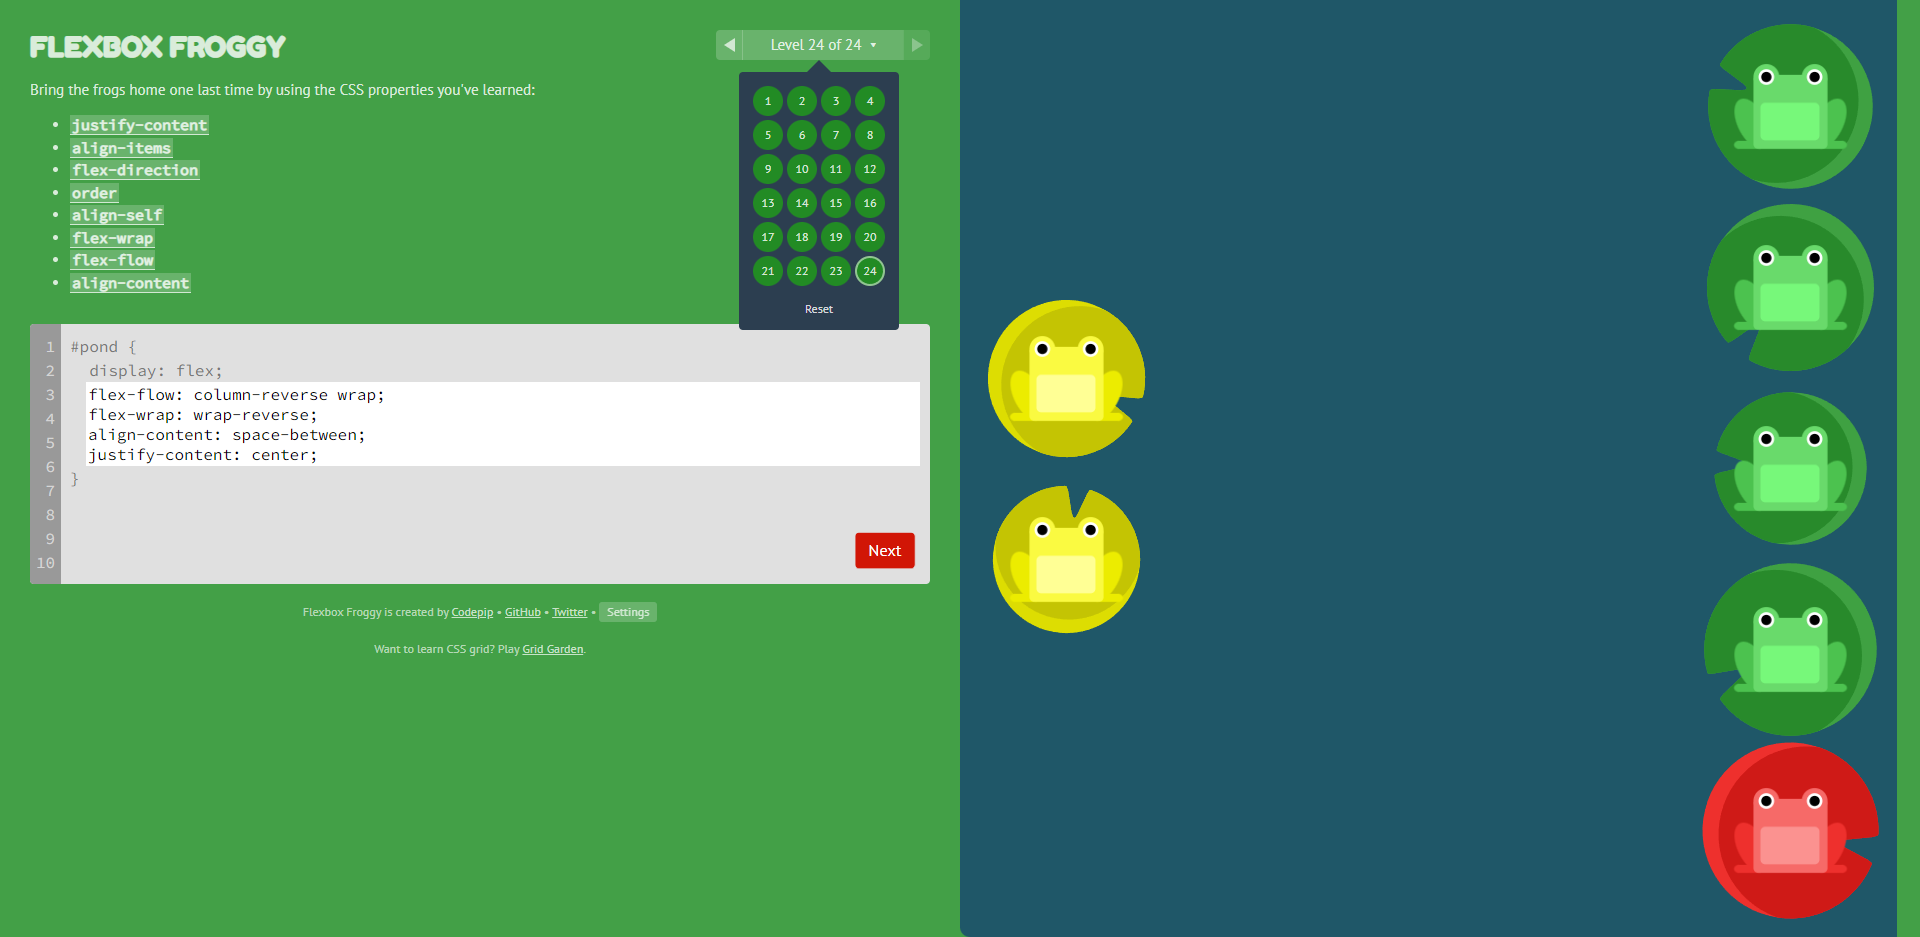 FLEXBOX FROGGY
Level 24 of 24
Bring the frogs home one last time by using the CSS properties you've learned:
justify-content
align-items
flex-direction
order
align-self
flex-wrap
flex-flow
align-content
1 2 3 4
5 6 7 8
9 10 11 12
13 14 15 16
17 18 19 20
21 22 23 24
Reset
1 #pond {
2 display: flex;
3 flex-flow: column-reverse wrap;
4 flex-wrap: wrap-reverse;
5 align-content: space-between;
6 justify-content: center;
7 }
8
9
10
Next
Flexbox Froggy is created by Codepip • GitHub • Twitter • Settings
Want to learn CSS grid? Play Grid Garden.